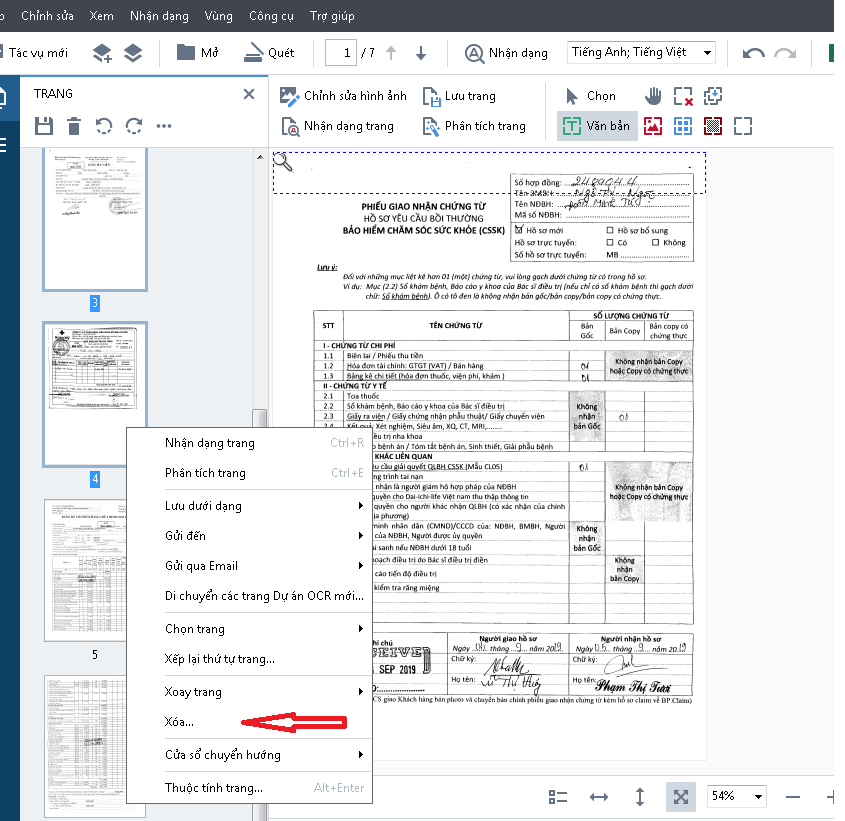 Chỉnh sửa Xem Nhận dạng Vùng Công cụ Trợ giúp
Tác vụ mới Mở Quét 1 / 7 Nhận dạng Tiếng Anh; Tiếng Việt
TRANG
Chỉnh sửa hình ảnh Lưu trang Chọn
Nhận dạng trang Phân tích trang Văn bản
3
4
5
Nhận dạng trang Ctrl+R
Phân tích trang Ctrl+E
Lưu dưới dạng
Gửi đến
Gửi qua Email
Di chuyển các trang Dự án OCR mới...
Chọn trang
Xếp lại thứ tự trang...
Xoay trang
Xóa...
Cửa sổ chuyển hướng
Thuộc tính trang... Alt+Enter
Số hợp đồng:
Tên NĐBH:
Mã số NĐBH:
PHIẾU GIAO NHẬN CHỨNG TỪ
HỒ SƠ YÊU CẦU BỒI THƯỜNG
BẢO HIỂM CHĂM SÓC SỨC KHỎE (CSSK)
Hồ sơ mới Hồ sơ bổ sung
Hồ sơ trực tuyến: Có Không
Số hồ sơ trực tuyến: MB
Lưu ý:
Đối với những mục liệt kê hơn 01 (một) chứng từ, vui lòng gạch dưới chứng từ có trong hồ sơ.
Ví dụ: Mục (2.2) Sổ khám bệnh, Báo cáo y khoa của Bác sĩ điều trị (nếu chỉ có sổ khám bệnh thì gạch dưới
chữ: Sổ khám bệnh). Ô có tô đen là không nhận bản gốc/bản copy/bản copy có chứng thực.
STT TÊN CHỨNG TỪ SỐ LƯỢNG CHỨNG TỪ
Bản Gốc Bản Copy Bản copy có chứng thực
I - CHỨNG TỪ CHI PHÍ
1.1 Biên lai / Phiếu thu tiền
1.2 Hóa đơn tài chính: GTGT (VAT) / Bán hàng 01
1.3 Bảng kê chi tiết (hóa đơn thuốc, viện phí, khám ) 01
Không nhận bản Copy
hoặc Copy có chứng thực
II - CHỨNG TỪ Y TẾ
2.1 Toa thuốc
2.2 Sổ khám bệnh, Báo cáo y khoa của Bác sĩ điều trị
2.3 Giấy ra viện / Giấy chứng nhận phẫu thuật/ Giấy chuyển viện 01
2.4 Kết quả: Xét nghiệm, Siêu âm, XQ, CT, MRI,......
Không
nhận
bản Gốc
ều trị nha khoa
o bệnh án / Tóm tắt bệnh án, Sinh thiết, Giải phẫu bệnh
KHÁC LIÊN QUAN
ầu cầu giải quyết QLBH CSSK (Mẫu CL05) 01
ng trình tai nạn
nhận là người giám hộ hợp pháp của NĐBH
quyền cho Dai-ichi-life Việt nam thu thập thông tin
quyền cho người khác nhận QLBH (có xác nhận của chính
ịa phương)
Không nhận bản Copy
hoặc Copy có chứng thực
minh nhân dân (CMND)/CCCD của: NĐBH, BMBH, Người
của NĐBH, Người được ủy quyền
ai sanh nếu NĐBH dưới 18 tuổi
Không
nhận
bản Gốc
hoạch điều trị do Bác sĩ điều trị điền
cáo tiến độ điều trị
kiểm tra răng miệng
Không
nhận
bản Copy
hi chú Người giao hồ sơ Người nhận hồ sơ
Ngày 05 tháng 9 năm 2019 Ngày 05 tháng 9 năm 2019
CEIVED
SEP 2019
Chữ ký: Chữ ký:
Họ tên: Họ tên: Phạm Thị Tươi
CS giao Khách hàng bản photo và chuyển bản chính phiếu giao nhận chứng từ kèm hồ sơ claim về BP.Claim)
54%